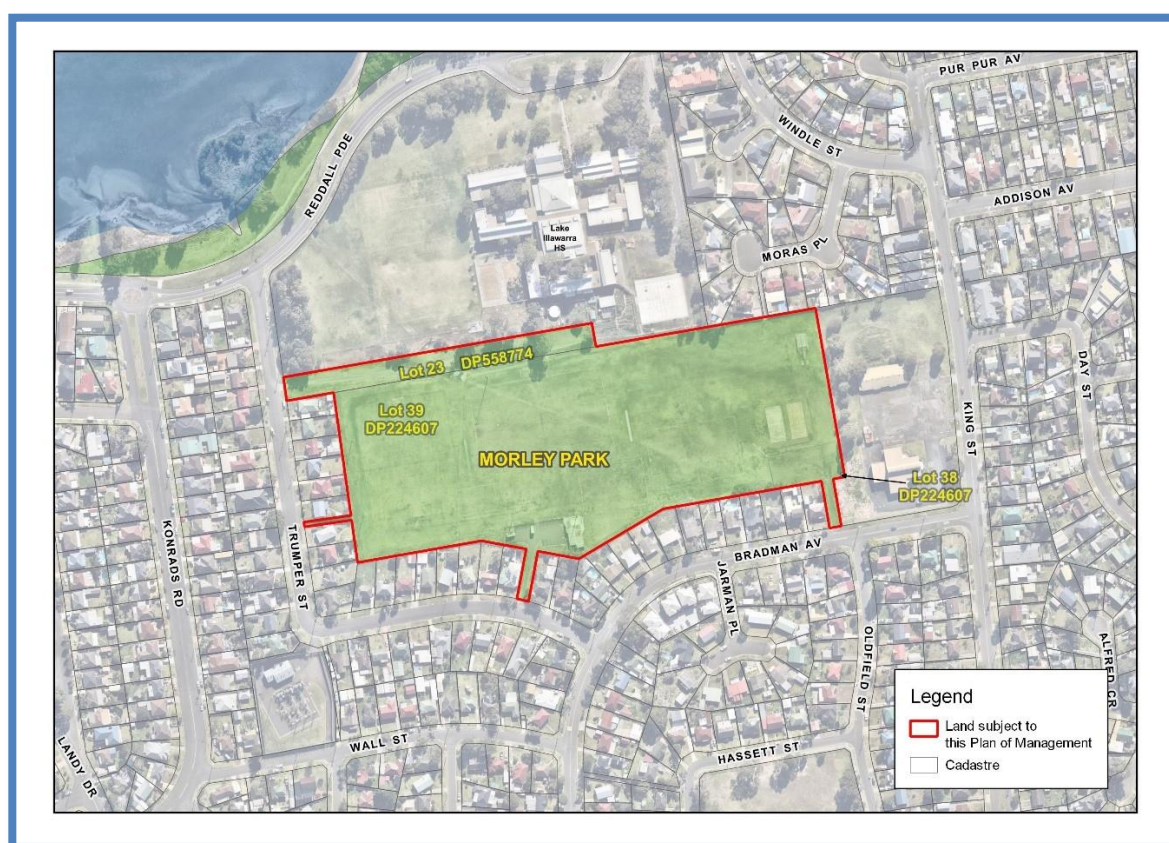 PUR PUR AV
WINDLE ST
REDDALL PDE
ADDISON AV
Lake
Illawarra
HS
MORAS PL
DAY ST
Lot 23 DP558774
Lot 39
DP224607
KING ST
MORLEY PARK
Lot 38
DP224607
KONRADS RD
TRUMPER ST
BRADMAN AV
JARMAN PL
OLDFIELD ST
ALFRED CR
WALL ST
HASSETT ST
LANDY DR
Legend
Land subject to
this Plan of Management
Cadastre